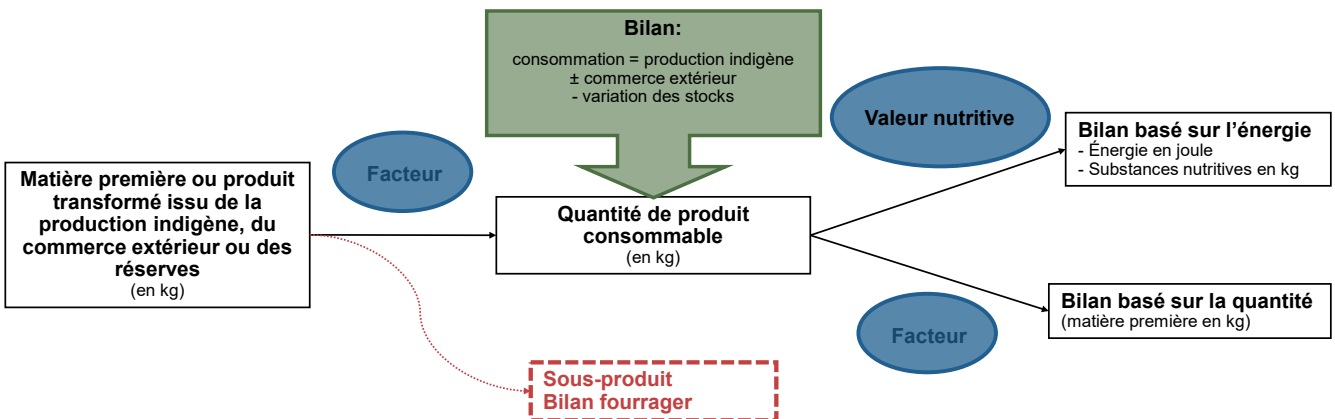 Bilan:
consommation = production indigène
± commerce extérieur
- variation des stocks
Valeur nutritive
Bilan basé sur l’énergie
- Énergie en joule
- Substances nutritives en kg
Facteur
Matière première ou produit
transformé issu de la
production indigène, du
commerce extérieur ou des
réserves
(en kg)
Quantité de produit
consommable
(en kg)
Bilan basé sur la quantité
(matière première en kg)
Facteur
Sous-produit
Bilan fourrager